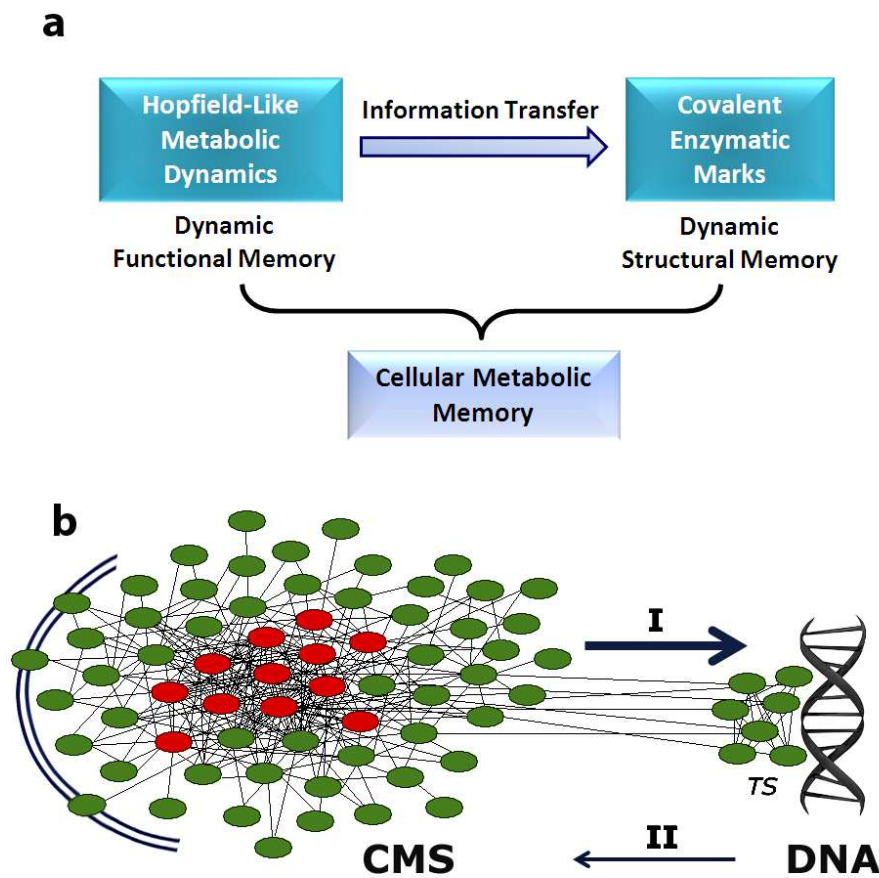 a
Hopfield-Like
Metabolic
Dynamics
Information Transfer
Covalent
Enzymatic
Marks
Dynamic
Functional Memory
Dynamic
Structural Memory
Cellular Metabolic
Memory
b
I
TS
II
CMS
DNA